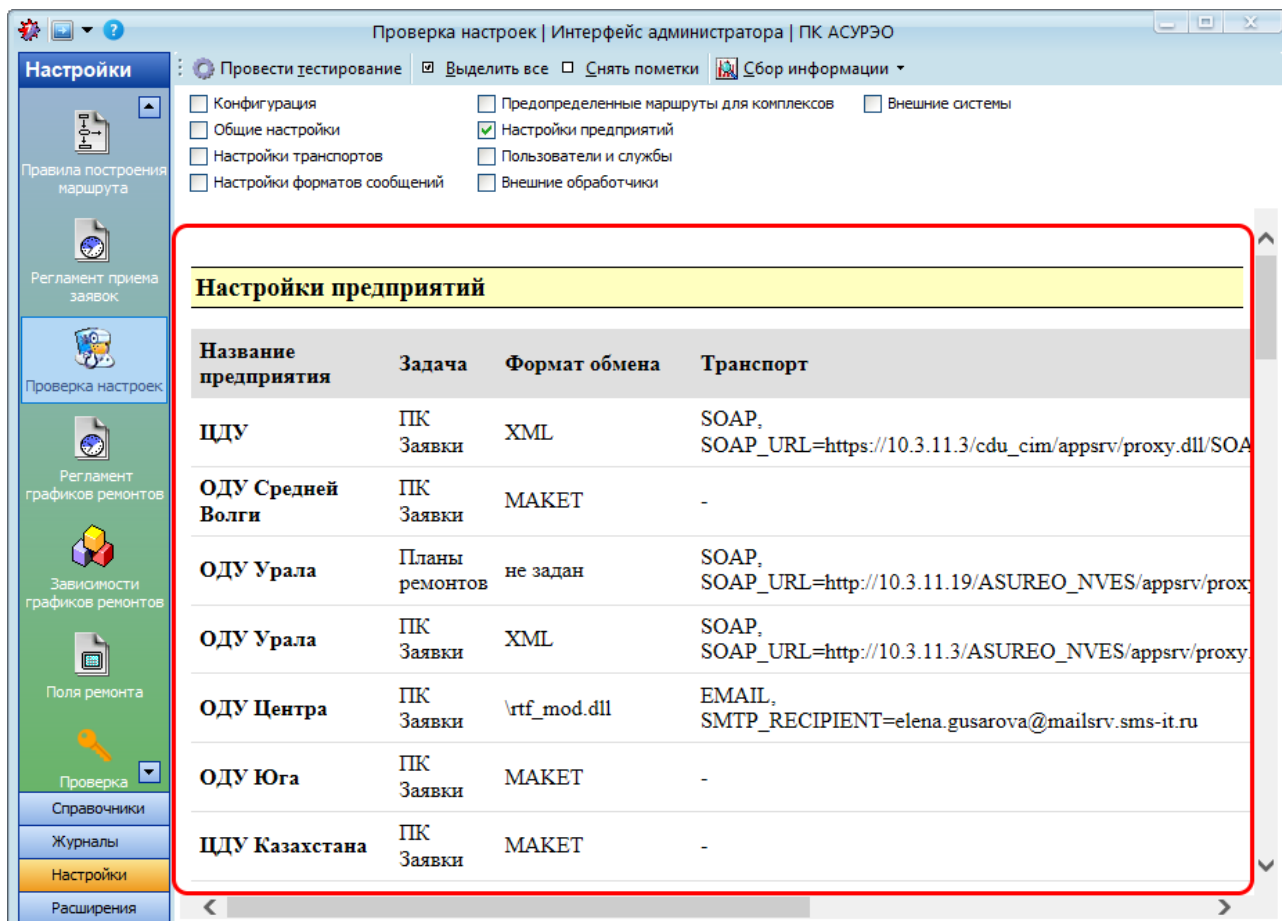 Проверка настроек | Интерфейс администратора | ПК АСУРЭО
Настройки
Провести тестирование
Выделить все
Снять пометки
Сбор информации
Правила построения
маршрута
Регламент приема
заявок
Проверка настроек
Регламент
графиков ремонтов
Зависимости
графиков ремонтов
Поля ремонта
Проверка
Справочники
Журналы
Настройки
Расширения
Конфигурация
Общие настройки
Настройки транспортов
Настройки форматов сообщений
Предопределенные маршруты для комплексов
Настройки предприятий
Пользователи и службы
Внешние обработчики
Внешние системы
Настройки предприятий
Название
предприятия
Задача
Формат обмена
Транспорт
ЦДУ
ПК
Заявки
XML
SOAP,
SOAP_URL=https://10.3.11.3/cdu_cim/appsrv/proxy.dll/SOA
ОДУ Средней
Волги
ПК
Заявки
МАКЕТ
-
ОДУ Урала
Планы
ремонтов
не задан
SOAP,
SOAP_URL=http://10.3.11.19/ASUREO_NVES/appsrv/proxy
ОДУ Урала
ПК
Заявки
XML
SOAP,
SOAP_URL=http://10.3.11.3/ASUREO_NVES/appsrv/proxy.
ОДУ Центра
ПК
Заявки
\rtf_mod.dll
EMAIL,
SMTP_RECIPIENT=elena.gusarova@mailsrv.sms-it.ru
ОДУ Юга
ПК
Заявки
МАКЕТ
-
ЦДУ Казахстана
ПК
Заявки
МАКЕТ
-